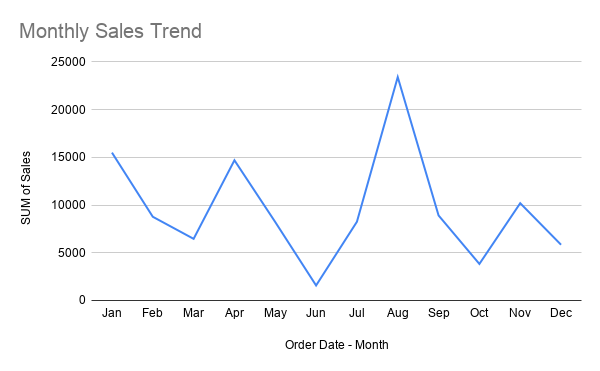 Monthly Sales Trend
25000
20000
15000
10000
5000
0
SUM of Sales
Jan Feb Mar Apr May Jun Jul Aug Sep Oct Nov Dec
Order Date - Month